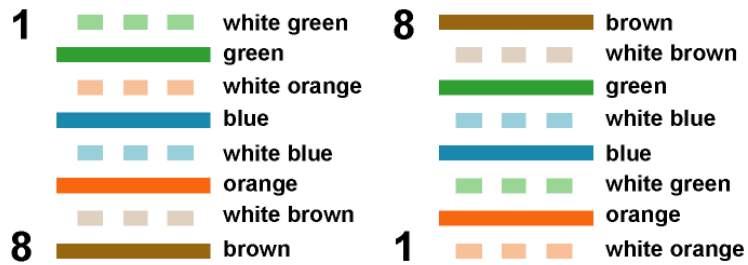 1 white green
green
white orange
blue
white blue
orange
white brown
8 brown
8 brown
white brown
green
white blue
blue
white green
orange
1 white orange